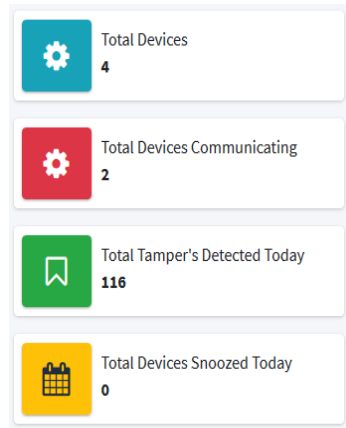 Total Devices
4
Total Devices Communicating
2
Total Tamper's Detected Today
116
Total Devices Snoozed Today
0